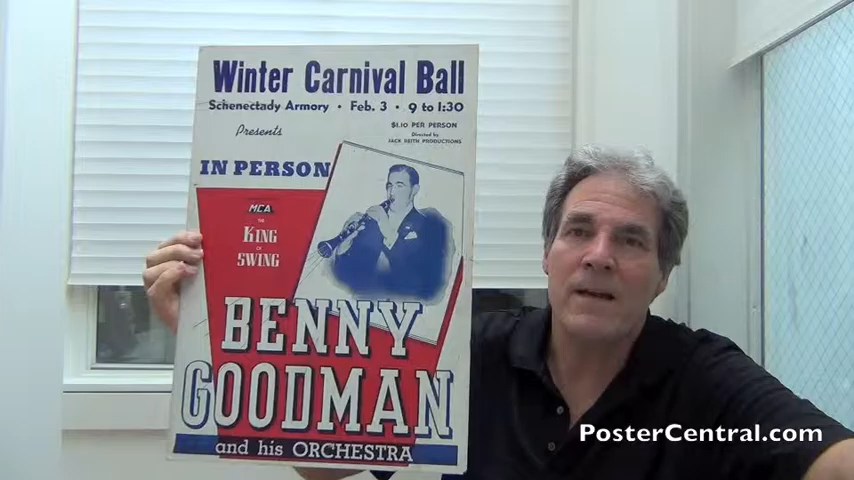 Winter Carnival Ball
Schenectady Armory • Feb. 3 • 9 to 1:30
Presents
$1.10 PER PERSON
Directed by
JACK REITH PRODUCTIONS
IN PERSON
MCA
THE
KING
OF
SWING
BENNY
GOODMAN
and his ORCHESTRA
PosterCentral.com